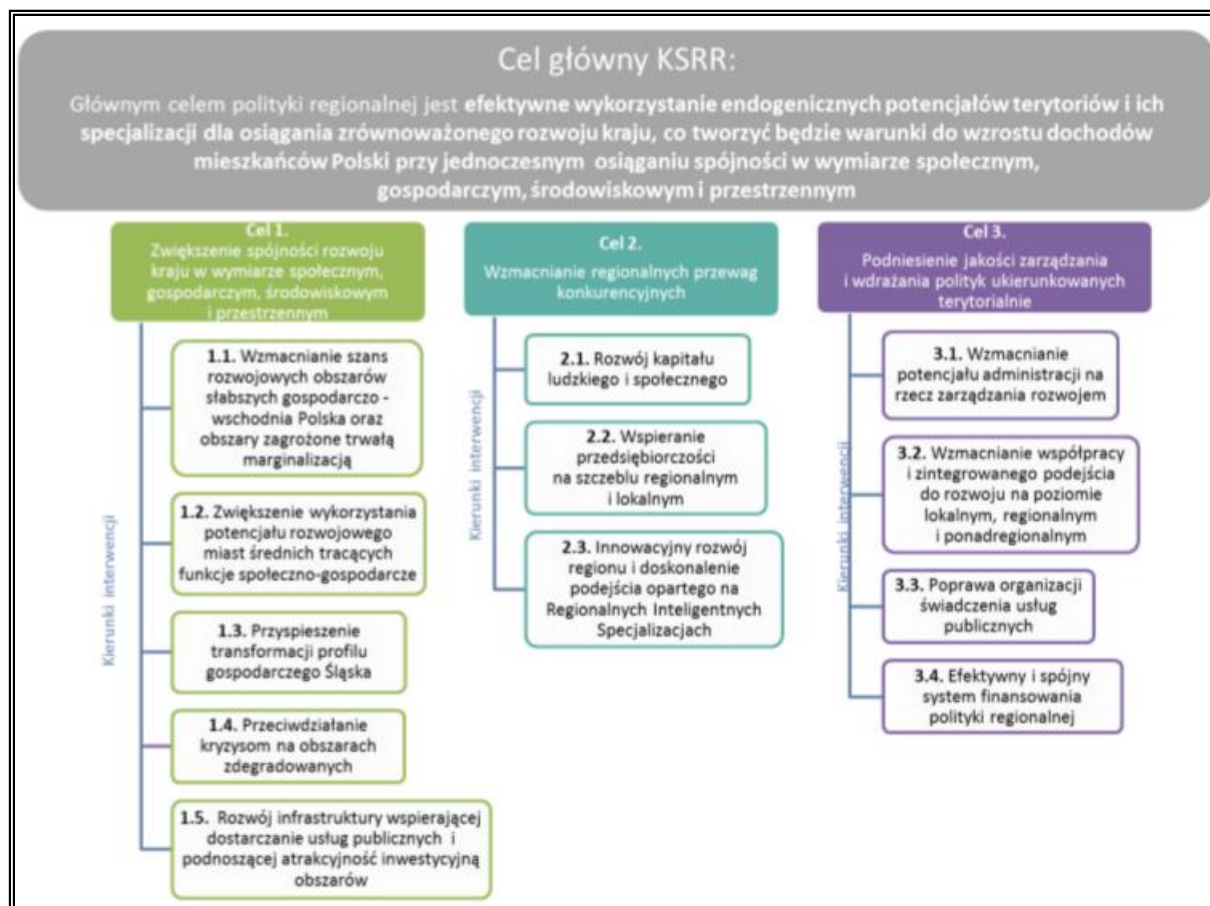 Cel główny KSRR:
Głównym celem polityki regionalnej jest efektywne wykorzystanie endogenicznych potencjałów terytoriów i ich
specjalizacji dla osiągania zrównoważonego rozwoju kraju, co tworzyć będzie warunki do wzrostu dochodów
mieszkańców Polski przy jednoczesnym osiąganiu spójności w wymiarze społecznym,
gospodarczym, środowiskowym i przestrzennym
Cel 1.
Zwiększenie spójności rozwoju
kraju w wymiarze społecznym,
gospodarczym, środowiskowym
i przestrzennym
Kierunki interwencji
1.1. Wzmacnianie szans
rozwojowych obszarów
słabszych gospodarczo -
wschodnia Polska oraz
obszary zagrożone trwałą
marginalizacją
1.2. Zwiększenie wykorzystania
potencjału rozwojowego
miast średnich tracących
funkcje społeczno-gospodarcze
1.3. Przyspieszenie
transformacji profilu
gospodarczego Śląska
1.4. Przeciwdziałanie
kryzysom na obszarach
zdegradowanych
1.5. Rozwój infrastruktury wspierającej
dostarczanie usług publicznych i
podnoszącej atrakcyjność inwestycyjną
obszarów
Cel 2.
Wzmacnianie regionalnych przewag
konkurencyjnych
Kierunki interwencji
2.1. Rozwój kapitału
ludzkiego i społecznego
2.2. Wspieranie
przedsiębiorczości
na szczeblu regionalnym
i lokalnym
2.3. Innowacyjny rozwój
regionu i doskonalenie
podejścia opartego na
Regionalnych Inteligentnych
Specjalizacjach
Cel 3.
Podniesienie jakości zarządzania
i wdrażania polityk ukierunkowanych
terytorialnie
Kierunki interwencji
3.1. Wzmacnianie
potencjału administracji na
rzecz zarządzania rozwojem
3.2. Wzmacnianie współpracy
i zintegrowanego podejścia
do rozwoju na poziomie
lokalnym, regionalnym
i ponadregionalnym
3.3. Poprawa organizacji
świadczenia usług
publicznych
3.4. Efektywny i spójny
system finansowania
polityki regionalnej